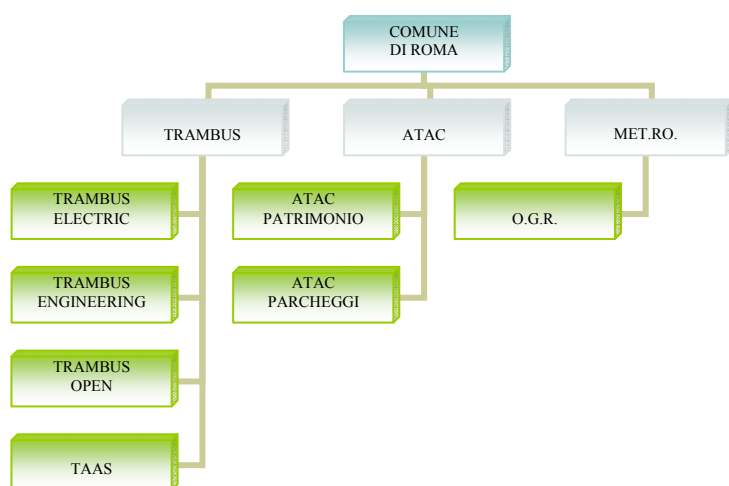 COMUNE
DI ROMA
TRAMBUS
ATAC
MET.RO.
TRAMBUS
ELECTRIC
ATAC
PATRIMONIO
O.G.R.
TRAMBUS
ENGINEERING
ATAC
PARCHEGGI
TRAMBUS
OPEN
TAAS